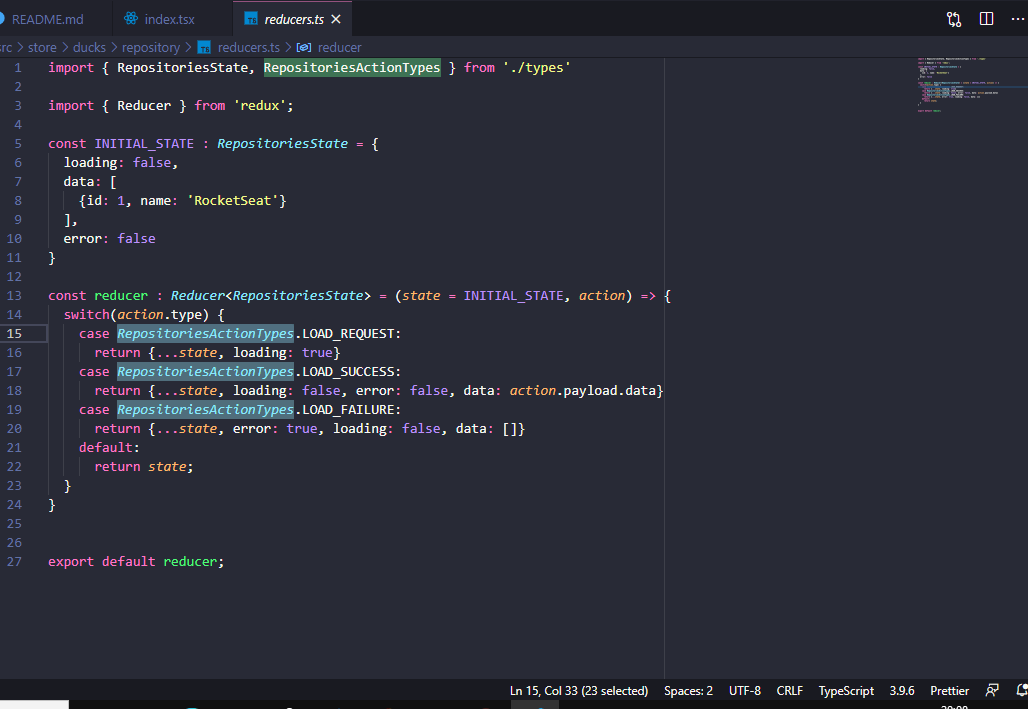 README.md index.tsx TS reducers.ts ×
src > store > ducks > repository > TS reducers.ts > reducer
1 import { RepositoriesState, RepositoriesActionTypes } from './types'
2
3 import { Reducer } from 'redux';
4
5 const INITIAL_STATE : RepositoriesState = {
6 loading: false,
7 data: [
8 {id: 1, name: 'RocketSeat'}
9 ],
10 error: false
11 }
12
13 const reducer : Reducer<RepositoriesState> = (state = INITIAL_STATE, action) => {
14 switch(action.type) {
15 case RepositoriesActionTypes.LOAD_REQUEST:
16 return {...state, loading: true}
17 case RepositoriesActionTypes.LOAD_SUCCESS:
18 return {...state, loading: false, error: false, data: action.payload.data}
19 case RepositoriesActionTypes.LOAD_FAILURE:
20 return {...state, error: true, loading: false, data: []}
21 default:
22 return state;
23 }
24 }
25
26
27 export default reducer;
Ln 15, Col 33 (23 selected) Spaces: 2 UTF-8 CRLF TypeScript 3.9.6 Prettier